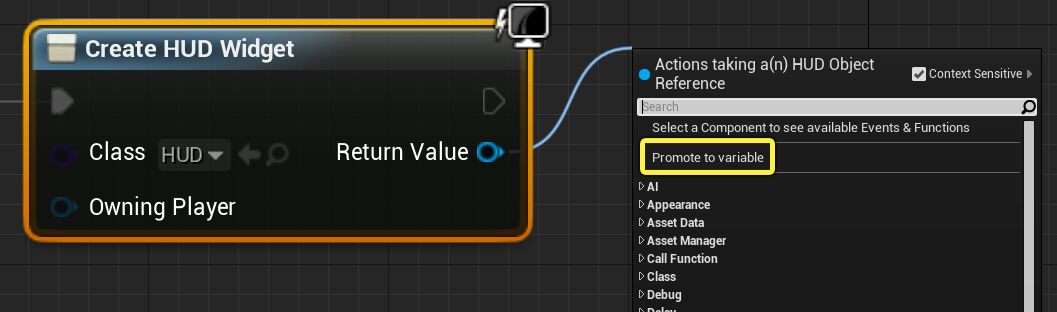 Create HUD Widget
Class HUD Return Value
Owning Player
Actions taking a(n) HUD Object
Reference
Context Sensitive
Search
Select a Component to see available Events & Functions
Promote to variable
AI
Appearance
Asset Data
Asset Manager
Call Function
Class
Debug
Delay